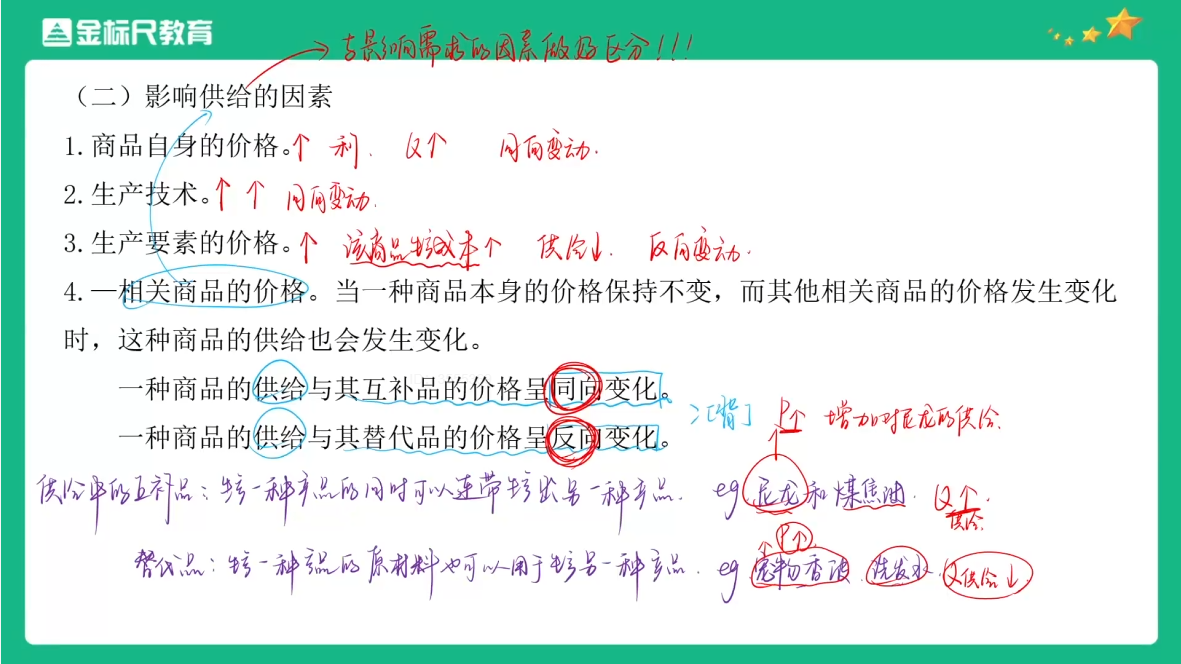 金标尺教育
与影响需求的因素做好区分!!!
（二）影响供给的因素
1.商品自身的价格。↑ 利. Q↑ 同向变动.
2.生产技术。↑ ↑ 同向变动.
3.生产要素的价格。↑ 该商品生产成本↑ 供给↓. 反向变动.
4.—相关商品的价格。当一种商品本身的价格保持不变，而其他相关商品的价格发生变化
时，这种商品的供给也会发生变化。
一种商品的供给与其互补品的价格呈同向变化。
[背] P↑ 增加对尼龙的供给.
一种商品的供给与其替代品的价格呈反向变化。
供给中的互补品：生产一种产品的同时可以连带生产出另一种产品. eg 尼龙和煤焦油. Q↑.
供给.
P↑
替代品：生产一种产品的原材料也可以用于生产另一种产品. eg 宠物香波. 洗发水. Q供给↓